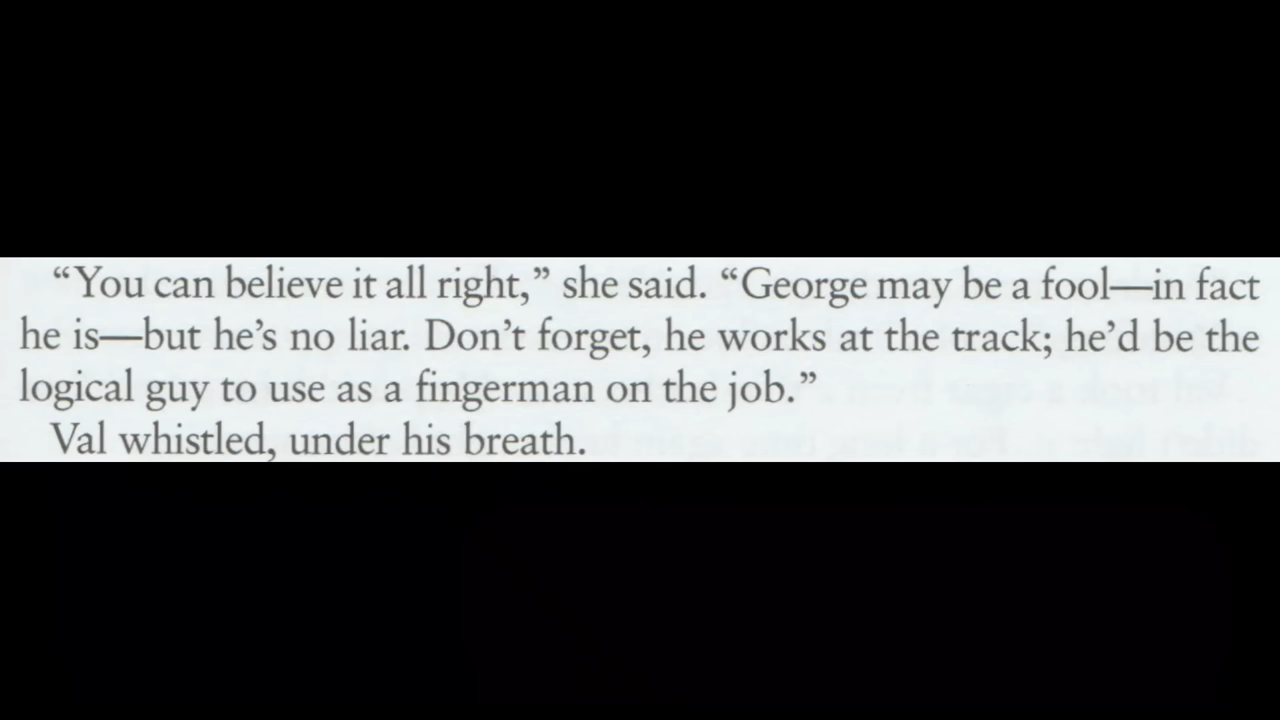 “You can believe it all right,” she said. “George may be a fool—in fact
he is—but he’s no liar. Don’t forget, he works at the track; he’d be the
logical guy to use as a fingerman on the job.”
Val whistled, under his breath.